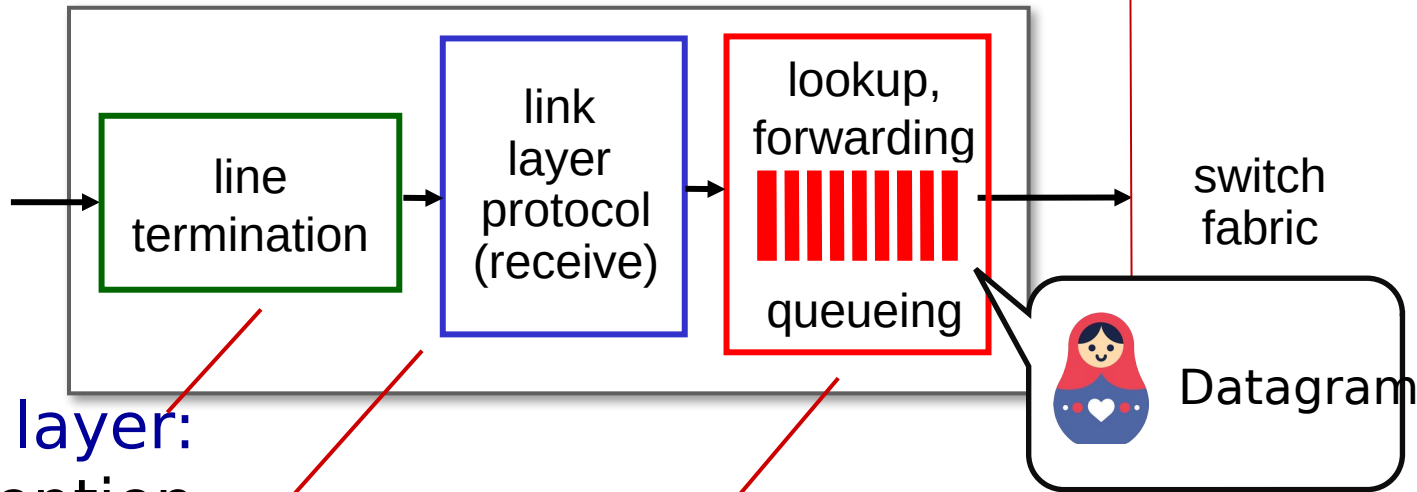 line
termination
link
layer
protocol
(receive)
lookup,
forwarding
queueing
switch
fabric
Datagram
layer: